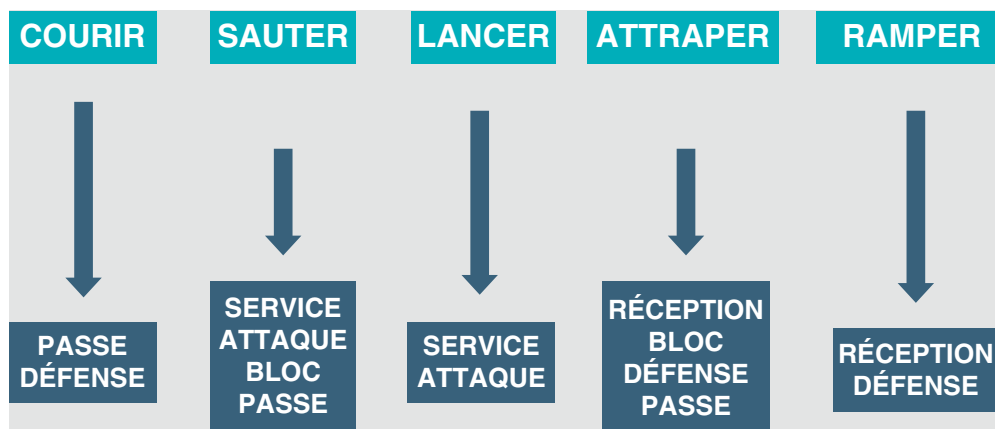 COURIR
SAUTER
LANCER
ATTRAPER
RAMPER
PASSE
DÉFENSE
SERVICE
ATTAQUE
BLOC
PASSE
SERVICE
ATTAQUE
RÉCEPTION
BLOC
DÉFENSE
PASSE
RÉCEPTION
DÉFENSE